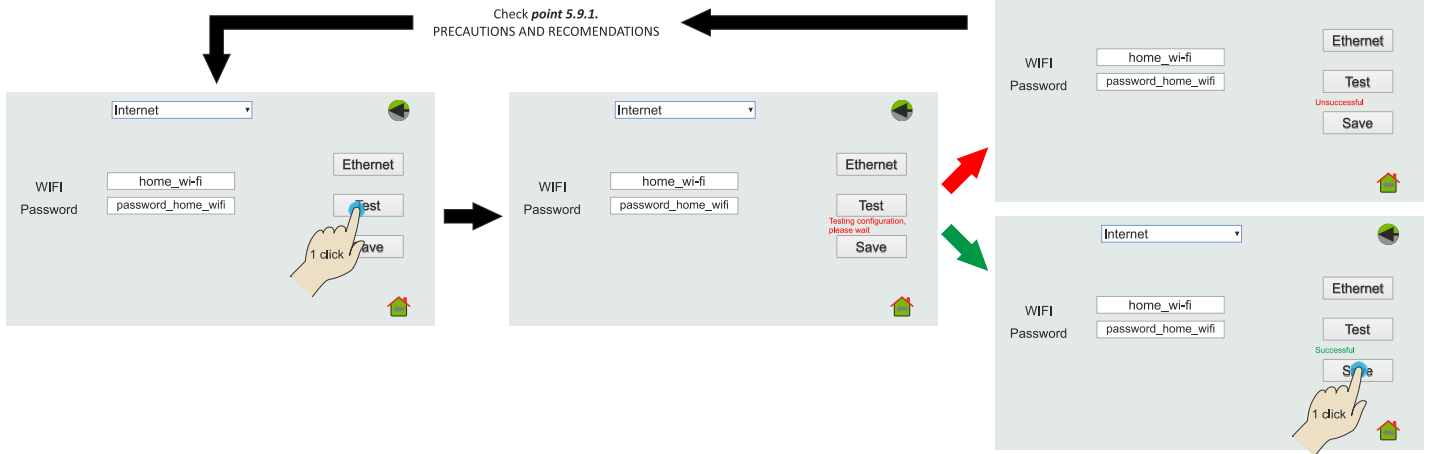 Check point 5.9.1.
PRECAUTIONS AND RECOMENDATIONS
Internet
Ethernet
WIFI home_wi-fi
Password password_home_wifi
Test
Save
1 click
Internet
Ethernet
WIFI home_wi-fi
Password password_home_wifi
Test
Testing configuration,
please wait
Save
Ethernet
WIFI home_wi-fi
Password password_home_wifi
Test
Unsuccessful
Save
Internet
Ethernet
WIFI home_wi-fi
Password password_home_wifi
Test
Successful
Save
1 click